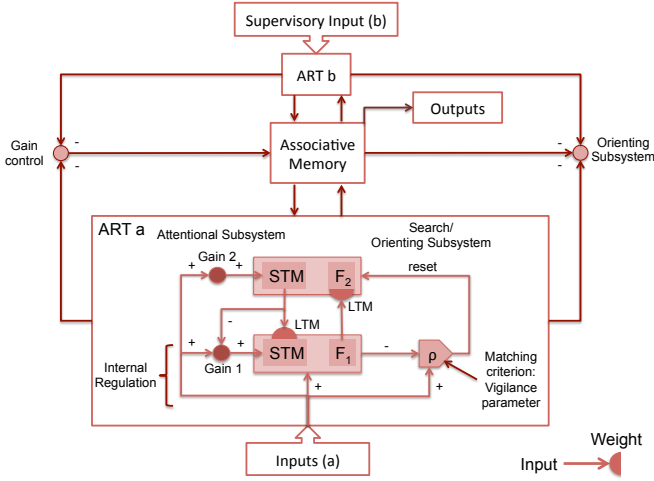 Supervisory Input (b)
ART b
Outputs
Gain
control
-
-
Associative
Memory
-
-
Orienting
Subsystem
ART a
Attentional Subsystem
Search/
Orienting Subsystem
Gain 2
+
+
STM
F2
reset
LTM
-
LTM
+
+
Gain 1
STM
F1
-
ρ
Internal
Regulation
+
+
Matching
criterion:
Vigilance
parameter
Inputs (a)
Weight
Input